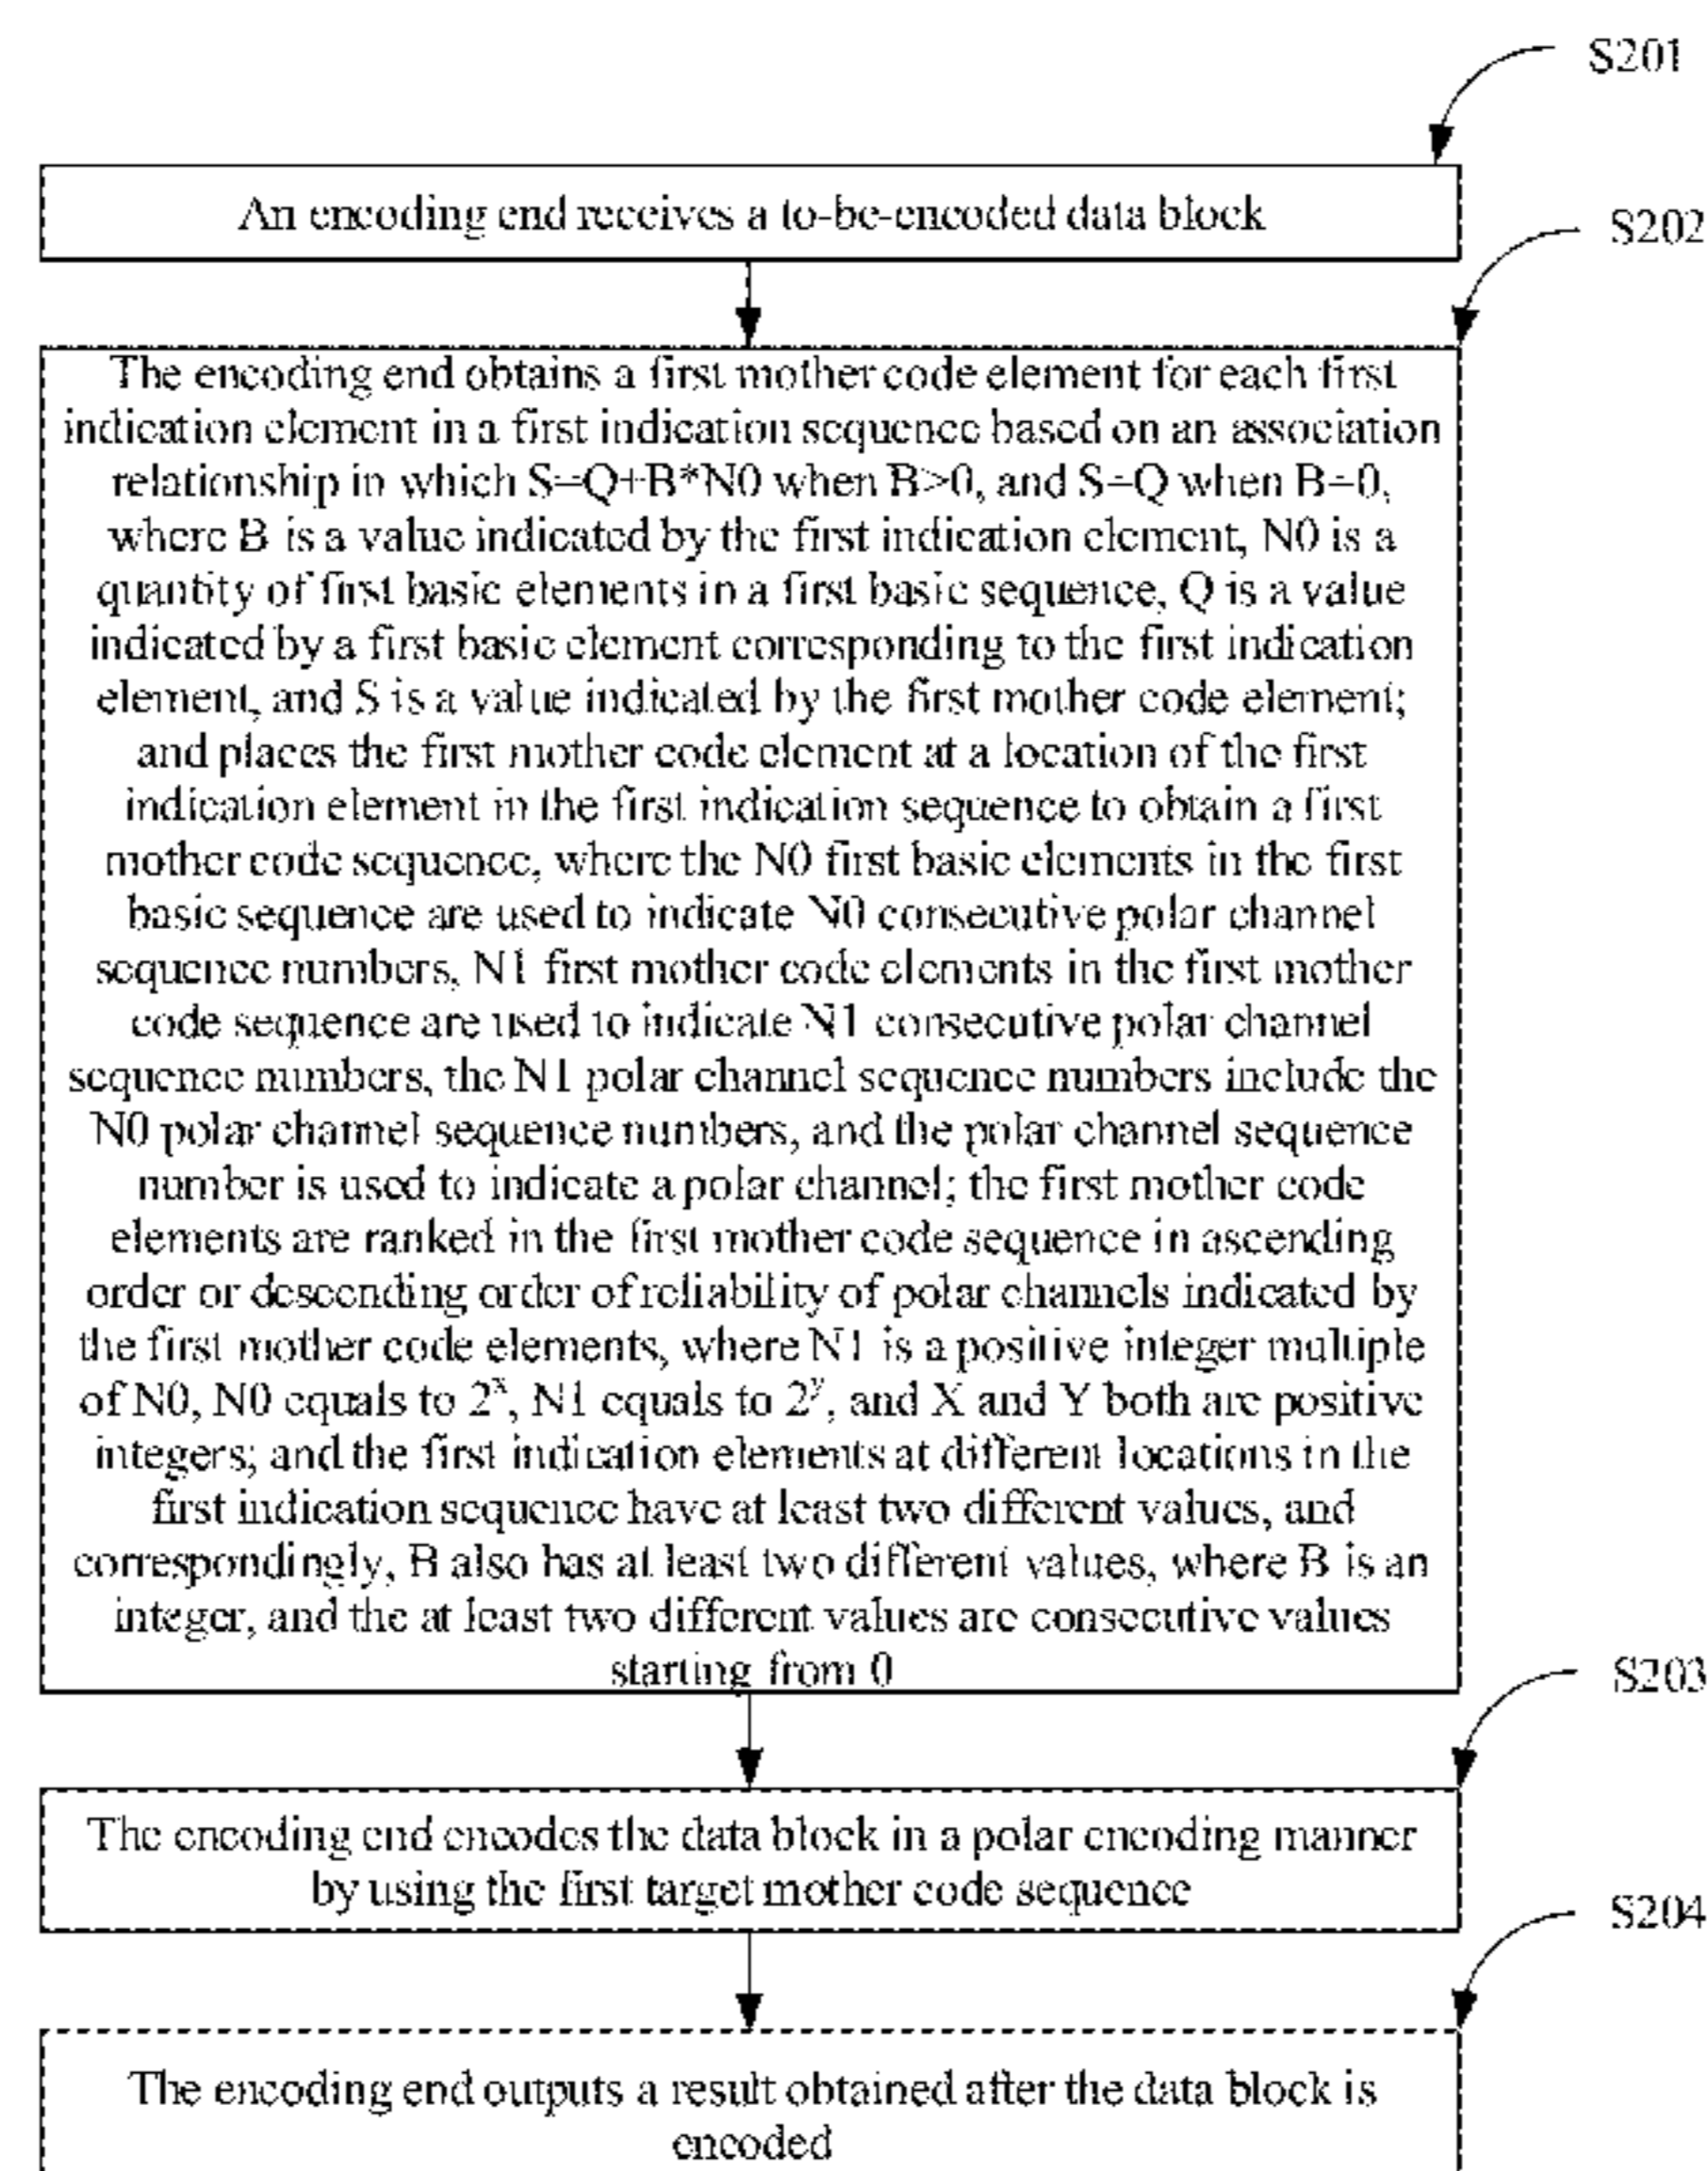 S201
An encoding end receives a to-be-encoded data block
S202
The encoding end obtains a first mother code element for each first
indication element in a first indication sequence based on an association
relationship in which S=Q+B*N0 when B>0, and S=Q when B=0,
where B is a value indicated by the first indication element, N0 is a
quantity of first basic elements in a first basic sequence, Q is a value
indicated by a first basic element corresponding to the first indication
element, and S is a value indicated by the first mother code element;
and places the first mother code element at a location of the first
indication element in the first indication sequence to obtain a first
mother code sequence, where the N0 first basic elements in the first
basic sequence are used to indicate N0 consecutive polar channel
sequence numbers, N1 first mother code elements in the first mother
code sequence are used to indicate N1 consecutive polar channel
sequence numbers, the N1 polar channel sequence numbers include the
N0 polar channel sequence numbers, and the polar channel sequence
number is used to indicate a polar channel; the first mother code
elements are ranked in the first mother code sequence in ascending
order or descending order of reliability of polar channels indicated by
the first mother code elements, where N1 is a positive integer multiple
of N0, N0 equals to 2ˣ, N1 equals to 2ʸ, and X and Y both are positive
integers; and the first indication elements at different locations in the
first indication sequence have at least two different values, and
correspondingly, B also has at least two different values, where B is an
integer, and the at least two different values are consecutive values
starting from 0
S203
The encoding end encodes the data block in a polar encoding manner
by using the first target mother code sequence
S204
The encoding end outputs a result obtained after the data block is
encoded